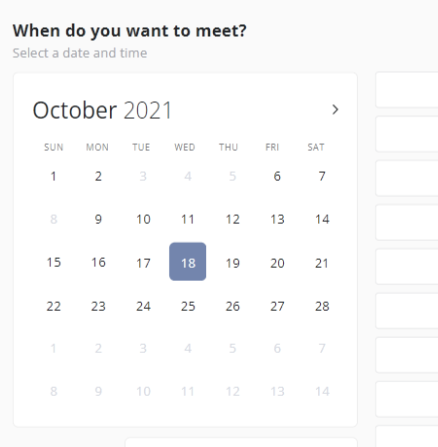 When do you want to meet?
Select a date and time
October 2021 >
SUN MON TUE WED THU FRI SAT
1 2 3 4 5 6 7
8 9 10 11 12 13 14
15 16 17 18 19 20 21
22 23 24 25 26 27 28
1 2 3 4 5 6 7
8 9 10 11 12 13 14